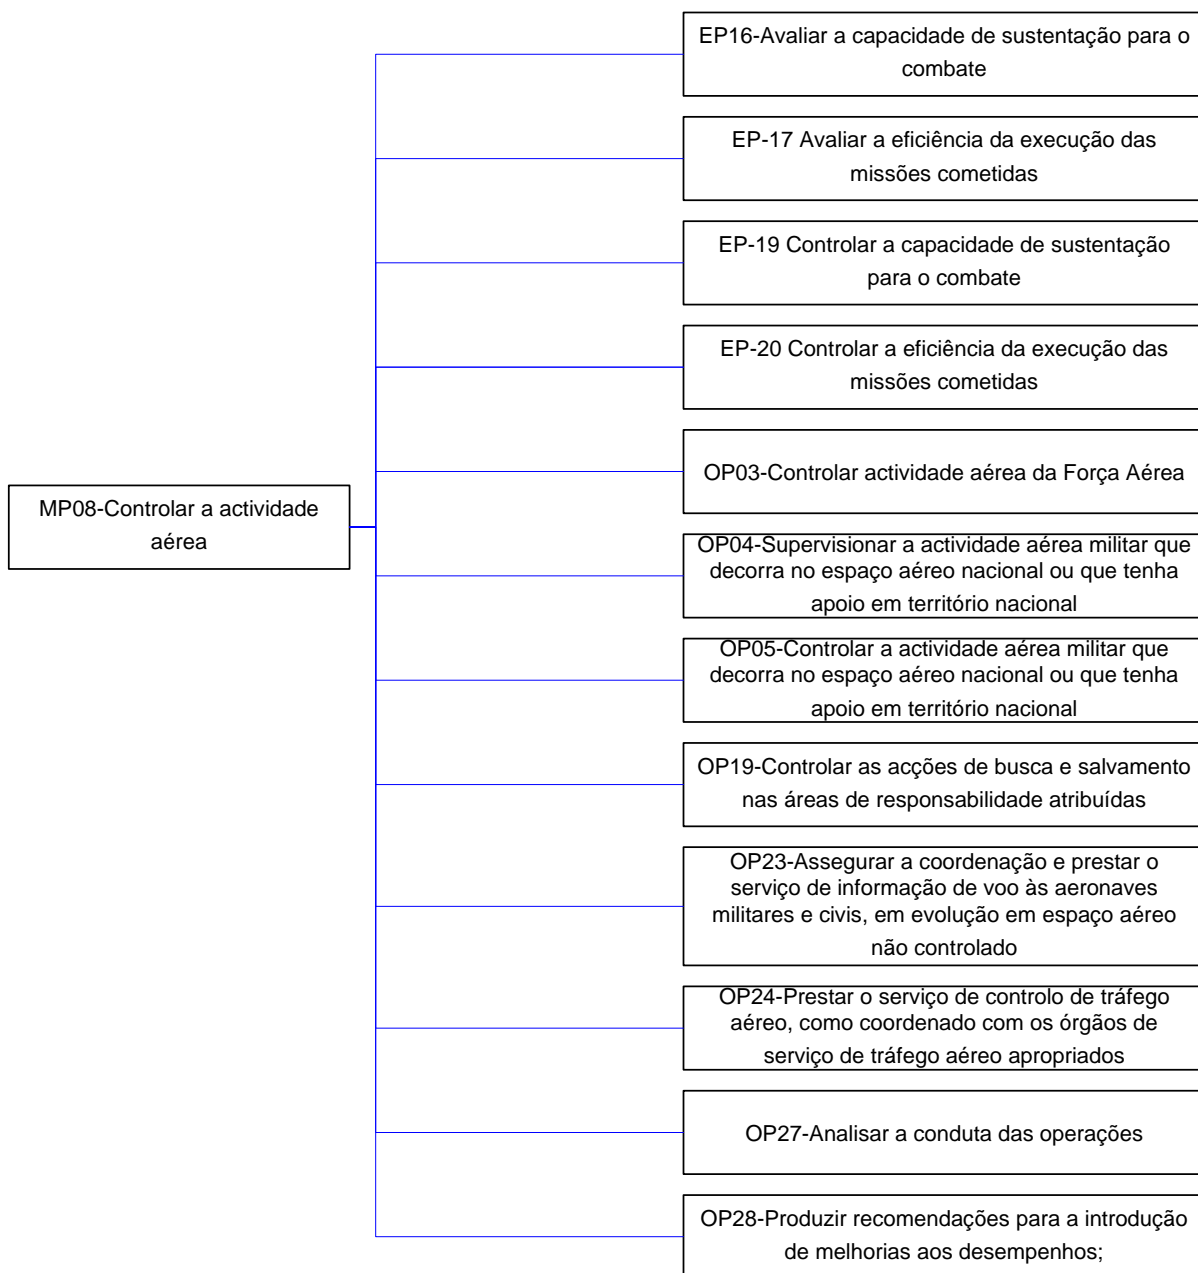 EP16-Avaliar a capacidade de sustentação para o
combate
EP-17 Avaliar a eficiência da execução das
missões cometidas
EP-19 Controlar a capacidade de sustentação
para o combate
EP-20 Controlar a eficiência da execução das
missões cometidas
OP03-Controlar actividade aérea da Força Aérea
MP08-Controlar a actividade
aérea
OP04-Supervisionar a actividade aérea militar que
decorra no espaço aéreo nacional ou que tenha
apoio em território nacional
OP05-Controlar a actividade aérea militar que
decorra no espaço aéreo nacional ou que tenha
apoio em território nacional
OP19-Controlar as acções de busca e salvamento
nas áreas de responsabilidade atribuídas
OP23-Assegurar a coordenação e prestar o
serviço de informação de voo às aeronaves
militares e civis, em evolução em espaço aéreo
não controlado
OP24-Prestar o serviço de controlo de tráfego
aéreo, como coordenado com os órgãos de
serviço de tráfego aéreo apropriados
OP27-Analisar a conduta das operações
OP28-Produzir recomendações para a introdução
de melhorias aos desempenhos;